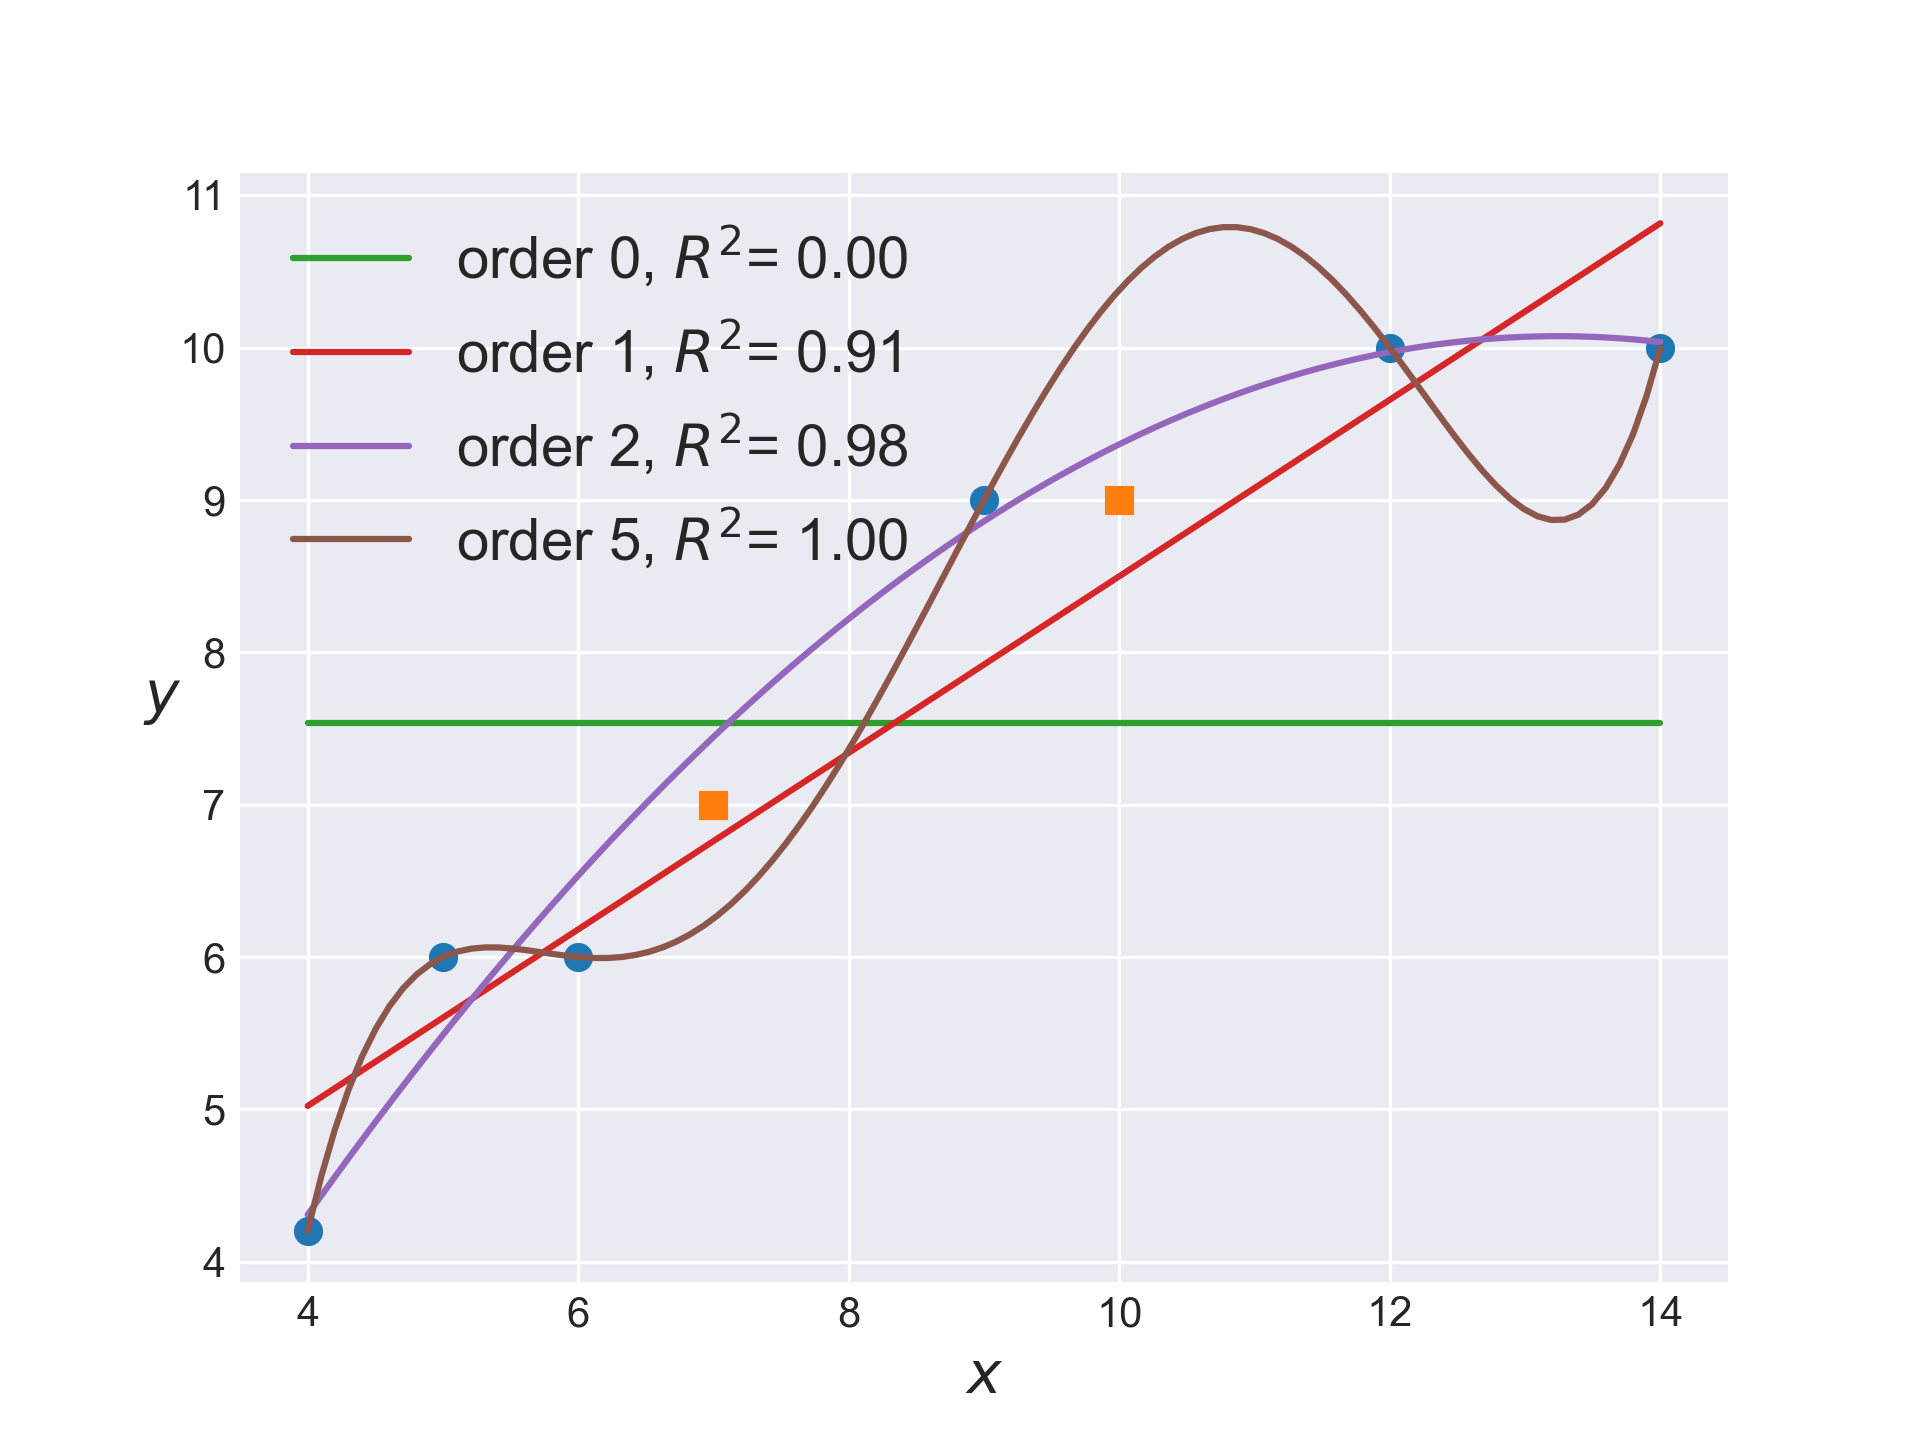 11
order 0, R²= 0.00
order 1, R²= 0.91
10
order 2, R²= 0.98
9
order 5, R²= 1.00
8
y
7
6
5
4
4 6 8 10 12 14
x